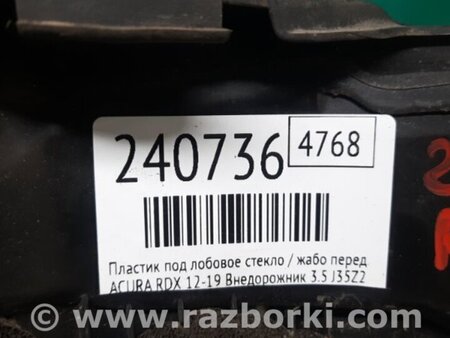 240736 4768
Пластик под лобовое стекло / жабо перед.
ACURA RDX 12-19 Внедорожник 3.5 J35Z2
www.razborki.com